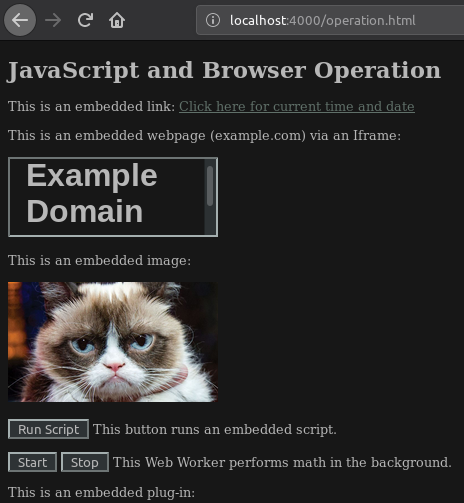 localhost:4000/operation.html
JavaScript and Browser Operation
This is an embedded link: Click here for current time and date
This is an embedded webpage (example.com) via an Iframe:
Example
Domain
This is an embedded image:
Run Script This button runs an embedded script.
Start Stop This Web Worker performs math in the background.
This is an embedded plug-in: